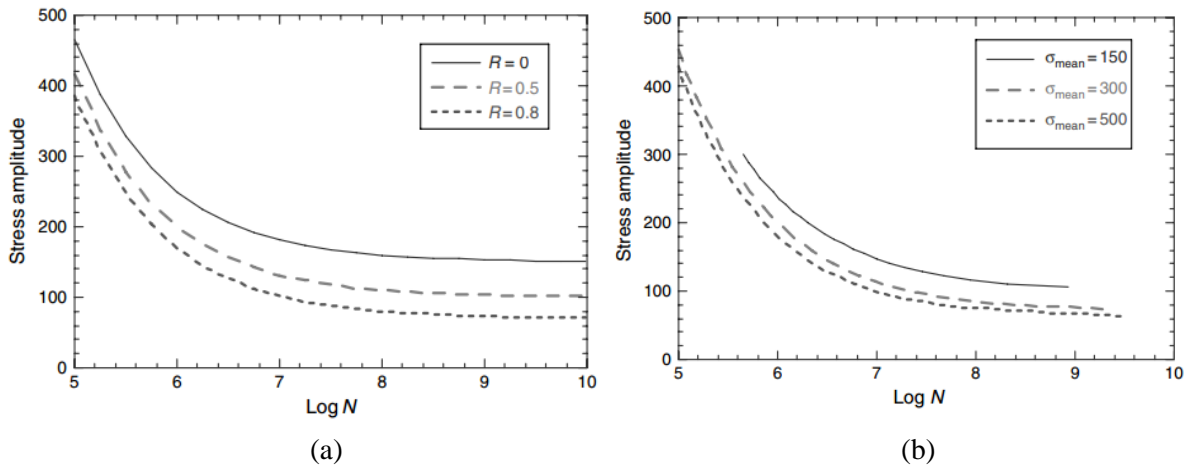 500
400
300
200
100
0
Stress amplitude
R = 0
R = 0.5
R = 0.8
5 6 7 8 9 10
Log N
(a)
500
400
300
200
100
0
Stress amplitude
σmean = 150
σmean = 300
σmean = 500
5 6 7 8 9 10
Log N
(b)